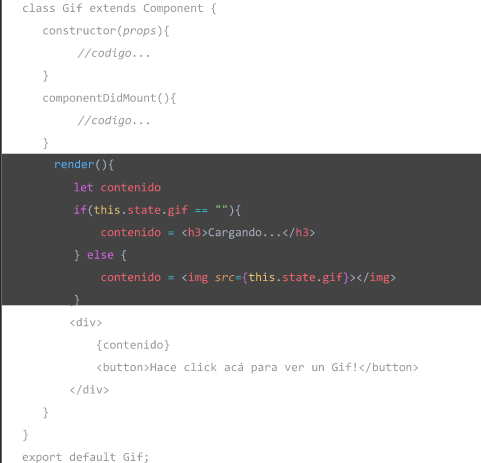 class Gif extends Component {
constructor(props){
//codigo...
}
componentDidMount(){
//codigo...
}
render(){
let contenido
if(this.state.gif == ""){
contenido = <h3>Cargando...</h3>
} else {
contenido = <img src={this.state.gif}></img>
}
<div>
{contenido}
<button>Hace click acá para ver un Gif!</button>
</div>
}
}
export default Gif;